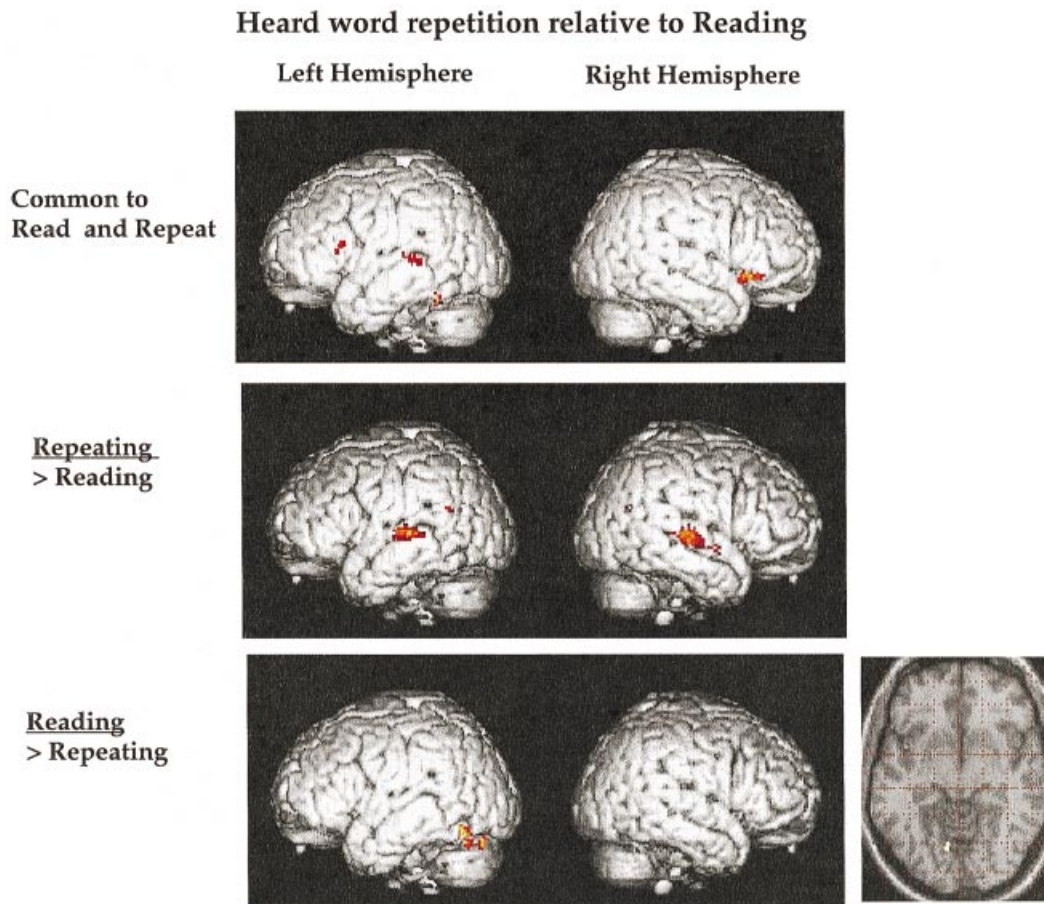 Heard word repetition relative to Reading
Left Hemisphere
Right Hemisphere
Common to
Read and Repeat
Repeating
> Reading
Reading
> Repeating